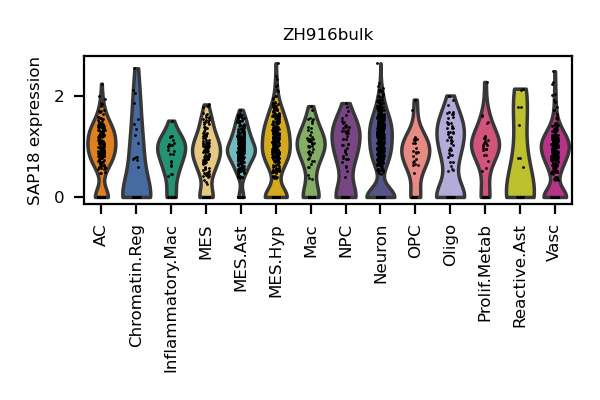 ZH916bulk
SAP18 expression
2
0
AC
Chromatin.Reg
Inflammatory.Mac
MES
MES.Ast
MES.Hyp
Mac
NPC
Neuron
OPC
Oligo
Prolif.Metab
Reactive.Ast
Vasc